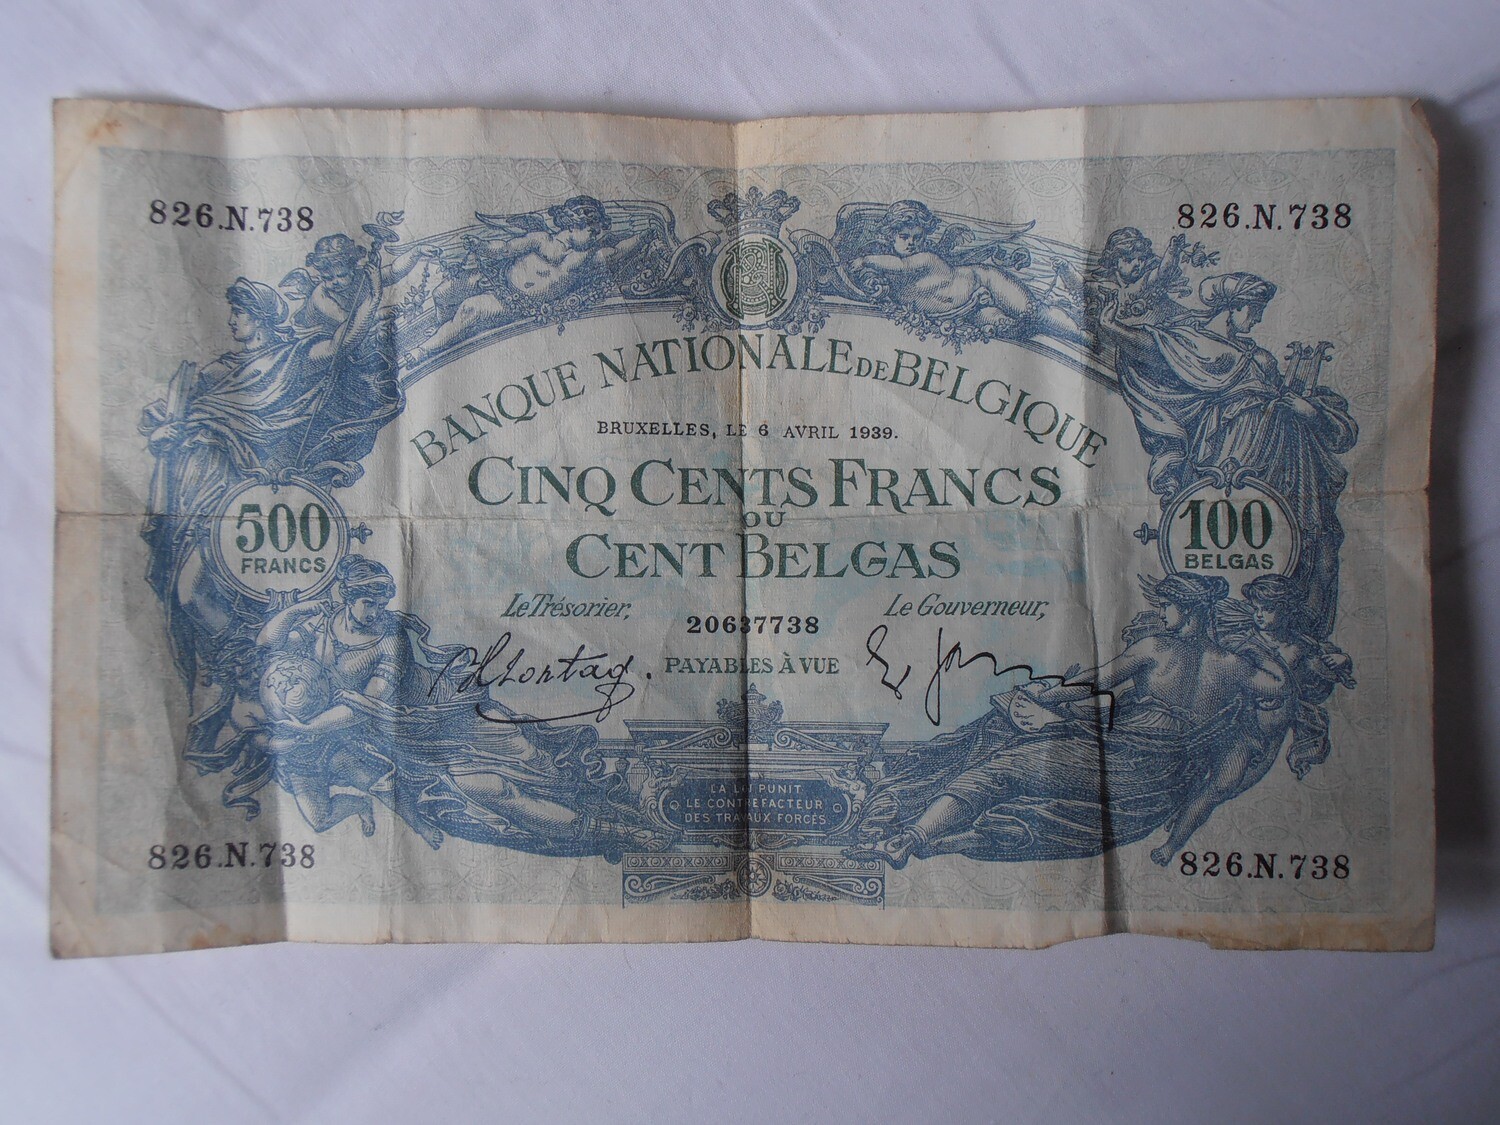 826.N.738
826.N.738
BANQUE NATIONALE DE BELGIQUE
BRUXELLES, LE 6 AVRIL 1939.
CINQ CENTS FRANCS
OU
CENT BELGAS
500
FRANCS
100
BELGAS
Le Trésorier,
Le Gouverneur,
20637738
PAYABLES À VUE
LA LOI PUNIT
LE CONTREFACTEUR
DES TRAVAUX FORCÉS
826.N.738
826.N.738